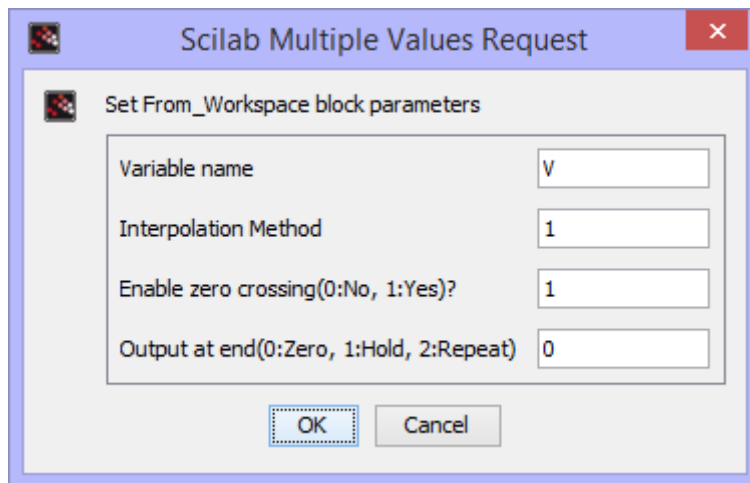 Scilab Multiple Values Request
Set From_Workspace block parameters
Variable name V
Interpolation Method 1
Enable zero crossing(0:No, 1:Yes)? 1
Output at end(0:Zero, 1:Hold, 2:Repeat) 0
OK Cancel